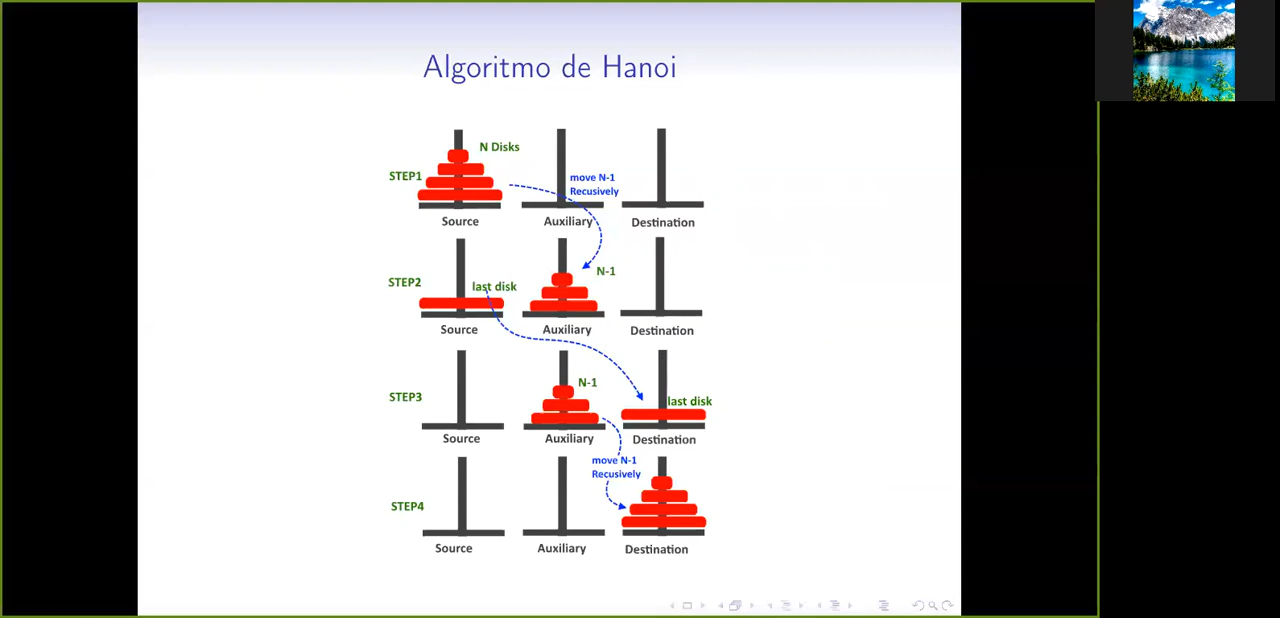 Algoritmo de Hanoi
N Disks
STEP1
move N-1
Recusively
Source
Auxiliary
Destination
STEP2
last disk
N-1
Source
Auxiliary
Destination
STEP3
N-1
last disk
Source
Auxiliary
Destination
move N-1
Recusively
STEP4
Source
Auxiliary
Destination